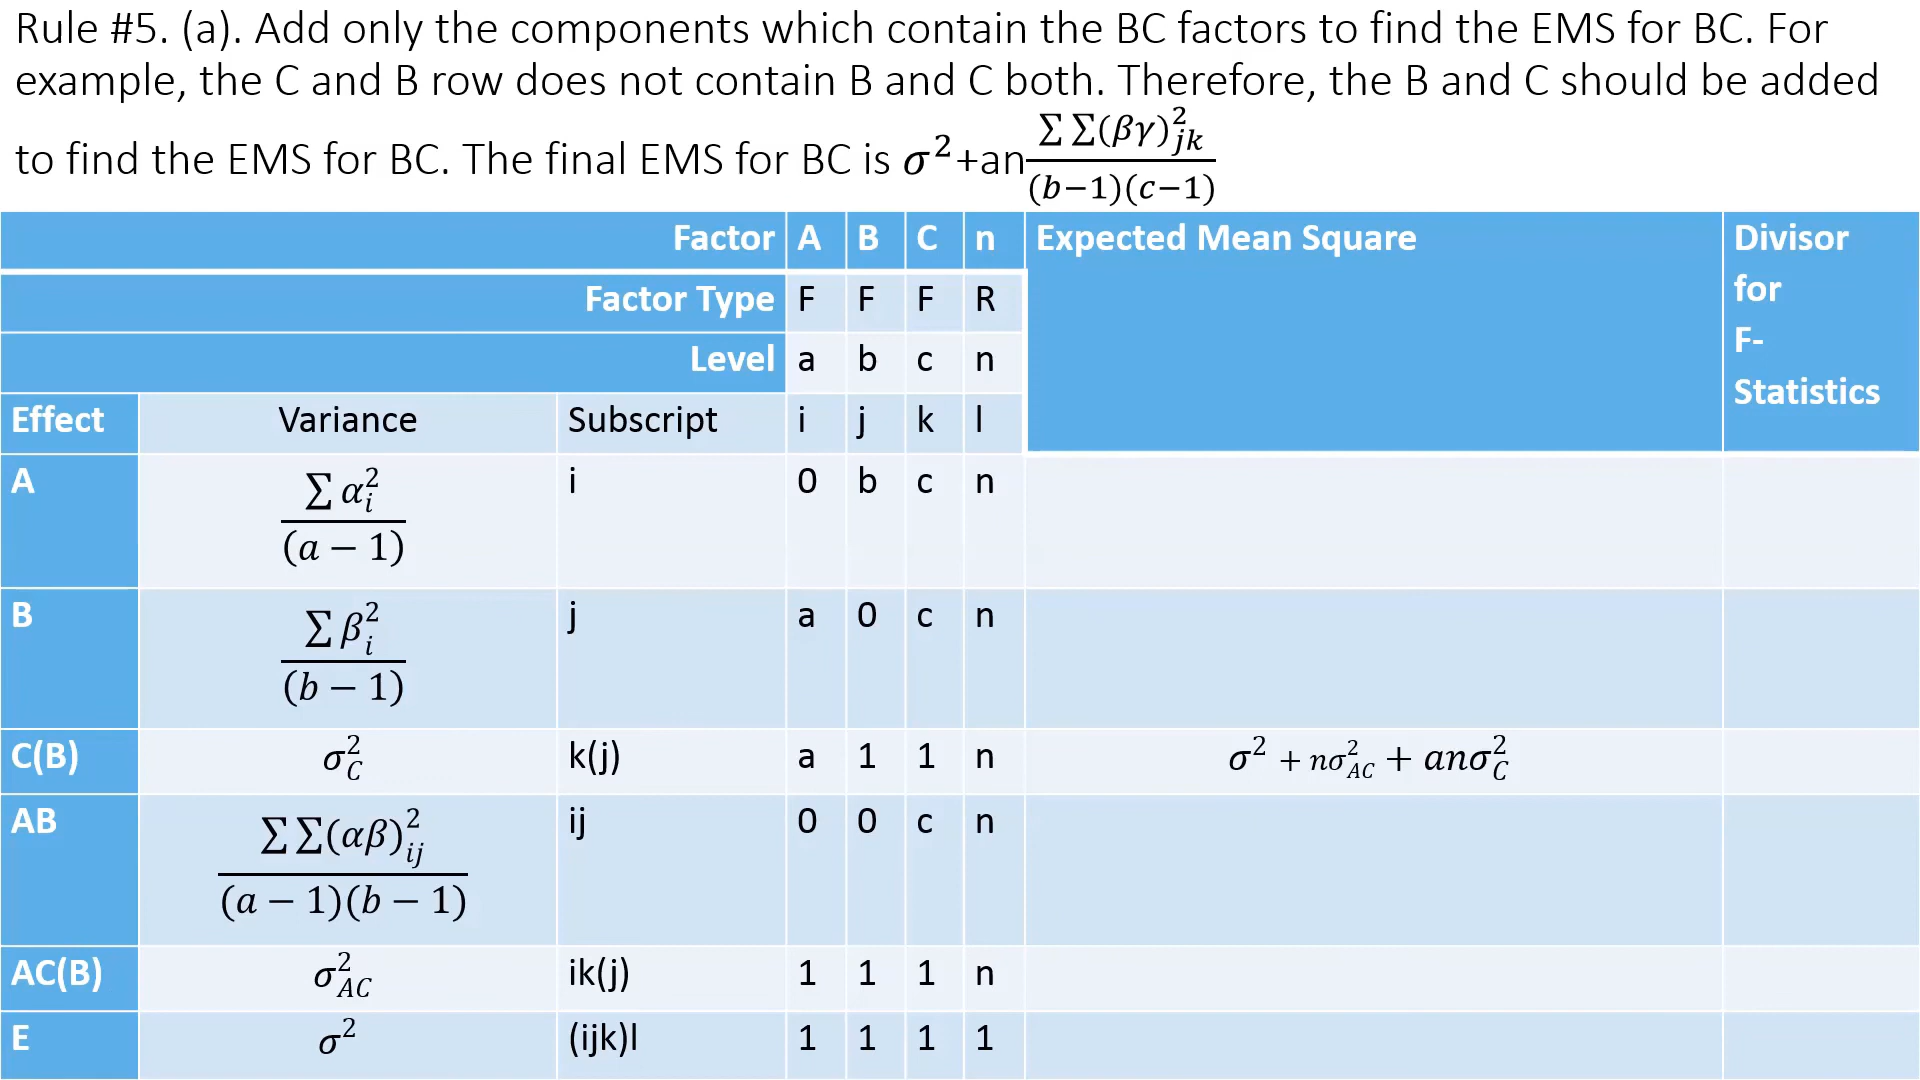 Rule #5. (a). Add only the components which contain the BC factors to find the EMS for BC. For
example, the C and B row does not contain B and C both. Therefore, the B and C should be added
to find the EMS for BC. The final EMS for BC is σ²+an ∑∑(βγ)²jk / (b−1)(c−1)
Factor A B C n Expected Mean Square Divisor for F-Statistics
Factor Type F F F R
Level a b c n
Effect Variance Subscript i j k l
A ∑α²i / (a − 1) i 0 b c n
B ∑β²i / (b − 1) j a 0 c n
C(B) σ²C k(j) a 1 1 n σ² + nσ²AC + anσ²C
AB ∑∑(αβ)²ij / (a − 1)(b − 1) ij 0 0 c n
AC(B) σ²AC ik(j) 1 1 1 n
E σ² (ijk)l 1 1 1 1